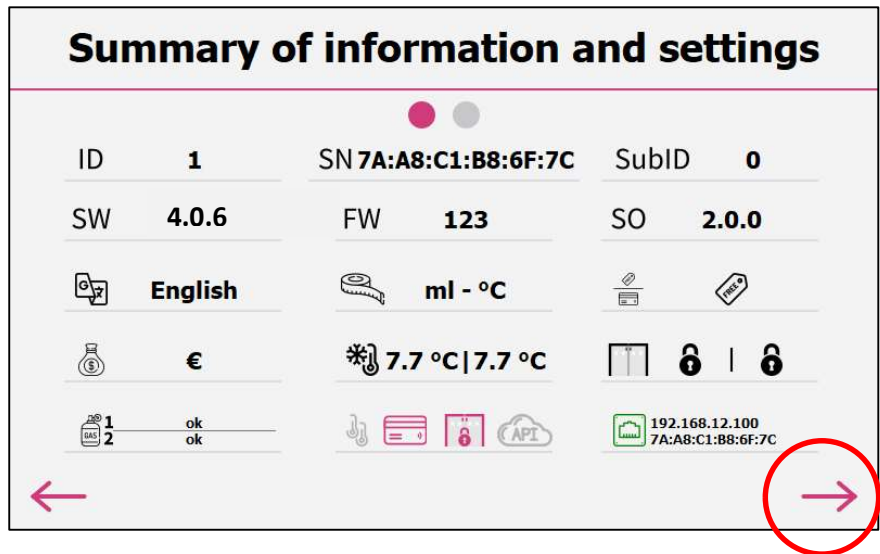 Summary of information and settings
ID 1 SN 7A:A8:C1:B8:6F:7C SubID 0
SW 4.0.6 FW 123 SO 2.0.0
G English ml - °C FREE
$ € 7.7 °C|7.7 °C |
GAS 1 ok
2 ok
API
192.168.12.100
7A:A8:C1:B8:6F:7C